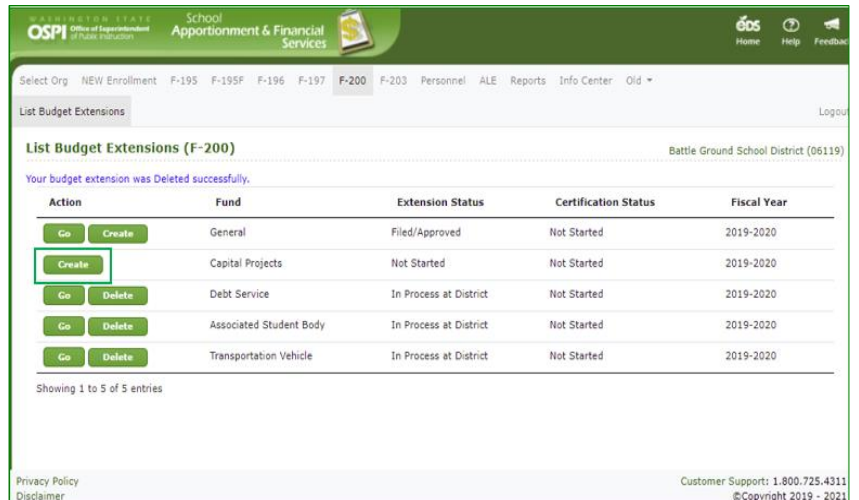 WASHINGTON STATE
OSPI Office of Superintendent of Public Instruction
School
Apportionment & Financial
Services
EDS Home
Help
Feedbac
Select Org NEW Enrollment F-195 F-195F F-196 F-197 F-200 F-203 Personnel ALE Reports Info Center Old
List Budget Extensions Logout
List Budget Extensions (F-200) Battle Ground School District (06119)
Your budget extension was Deleted successfully.
Action Fund Extension Status Certification Status Fiscal Year
Go Create General Filed/Approved Not Started 2019-2020
Create Capital Projects Not Started Not Started 2019-2020
Go Delete Debt Service In Process at District Not Started 2019-2020
Go Delete Associated Student Body In Process at District Not Started 2019-2020
Go Delete Transportation Vehicle In Process at District Not Started 2019-2020
Showing 1 to 5 of 5 entries
Privacy Policy Customer Support: 1.800.725.4311
Disclaimer ©Copyright 2019 - 2021